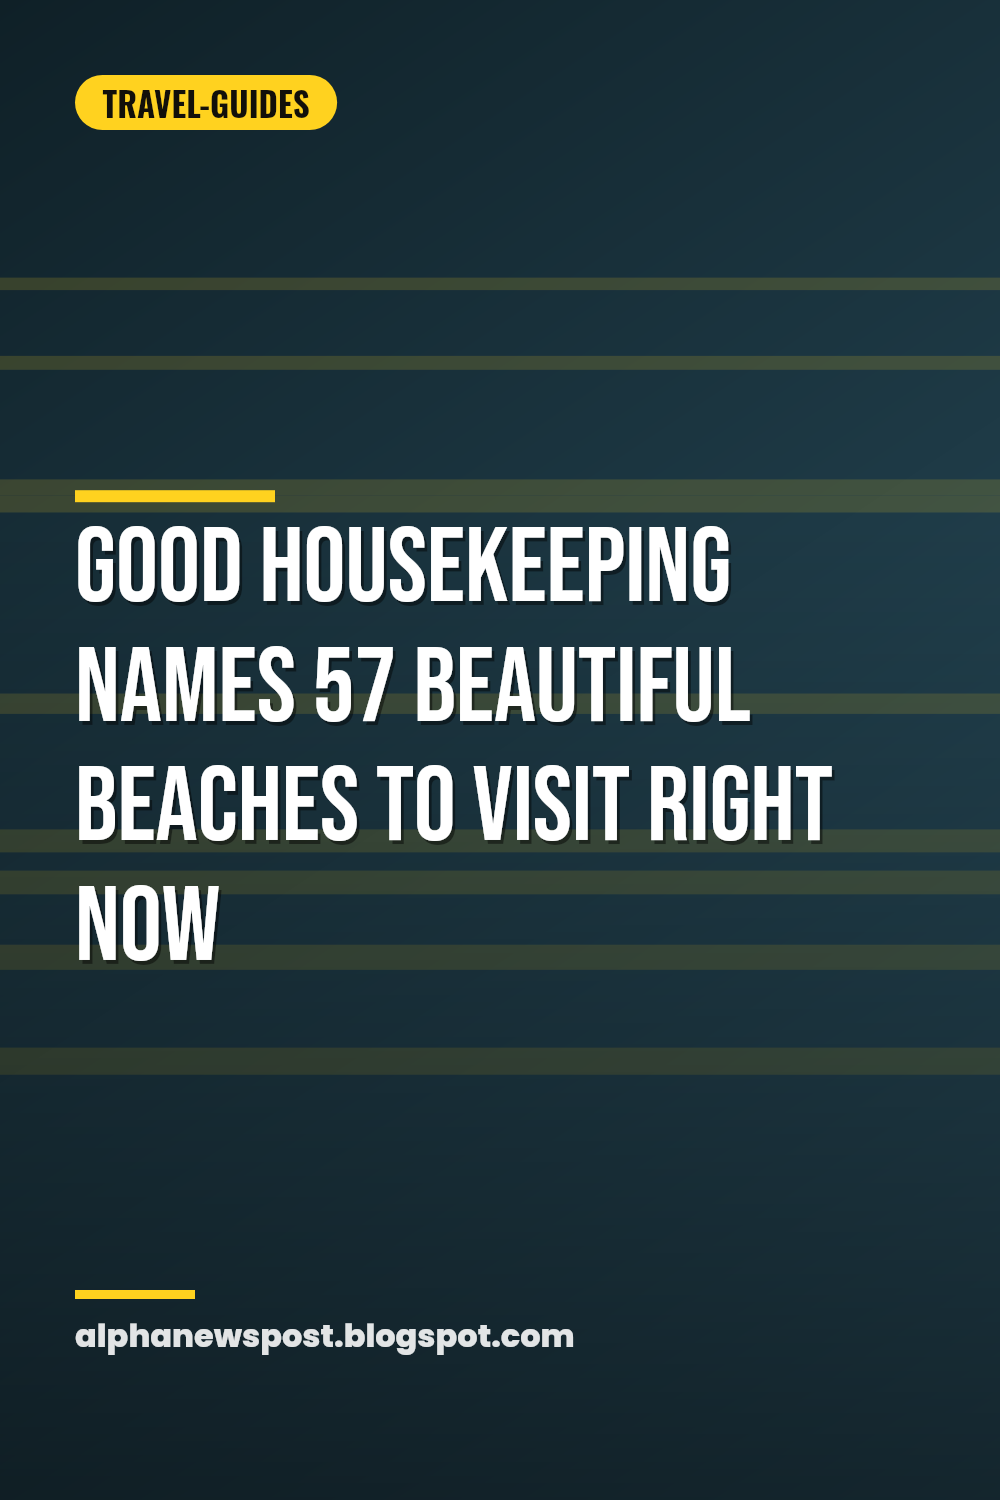 TRAVEL-GUIDES
GOOD HOUSEKEEPING
NAMES 57 BEAUTIFUL
BEACHES TO VISIT RIGHT
NOW
alphanewspost.blogspot.com